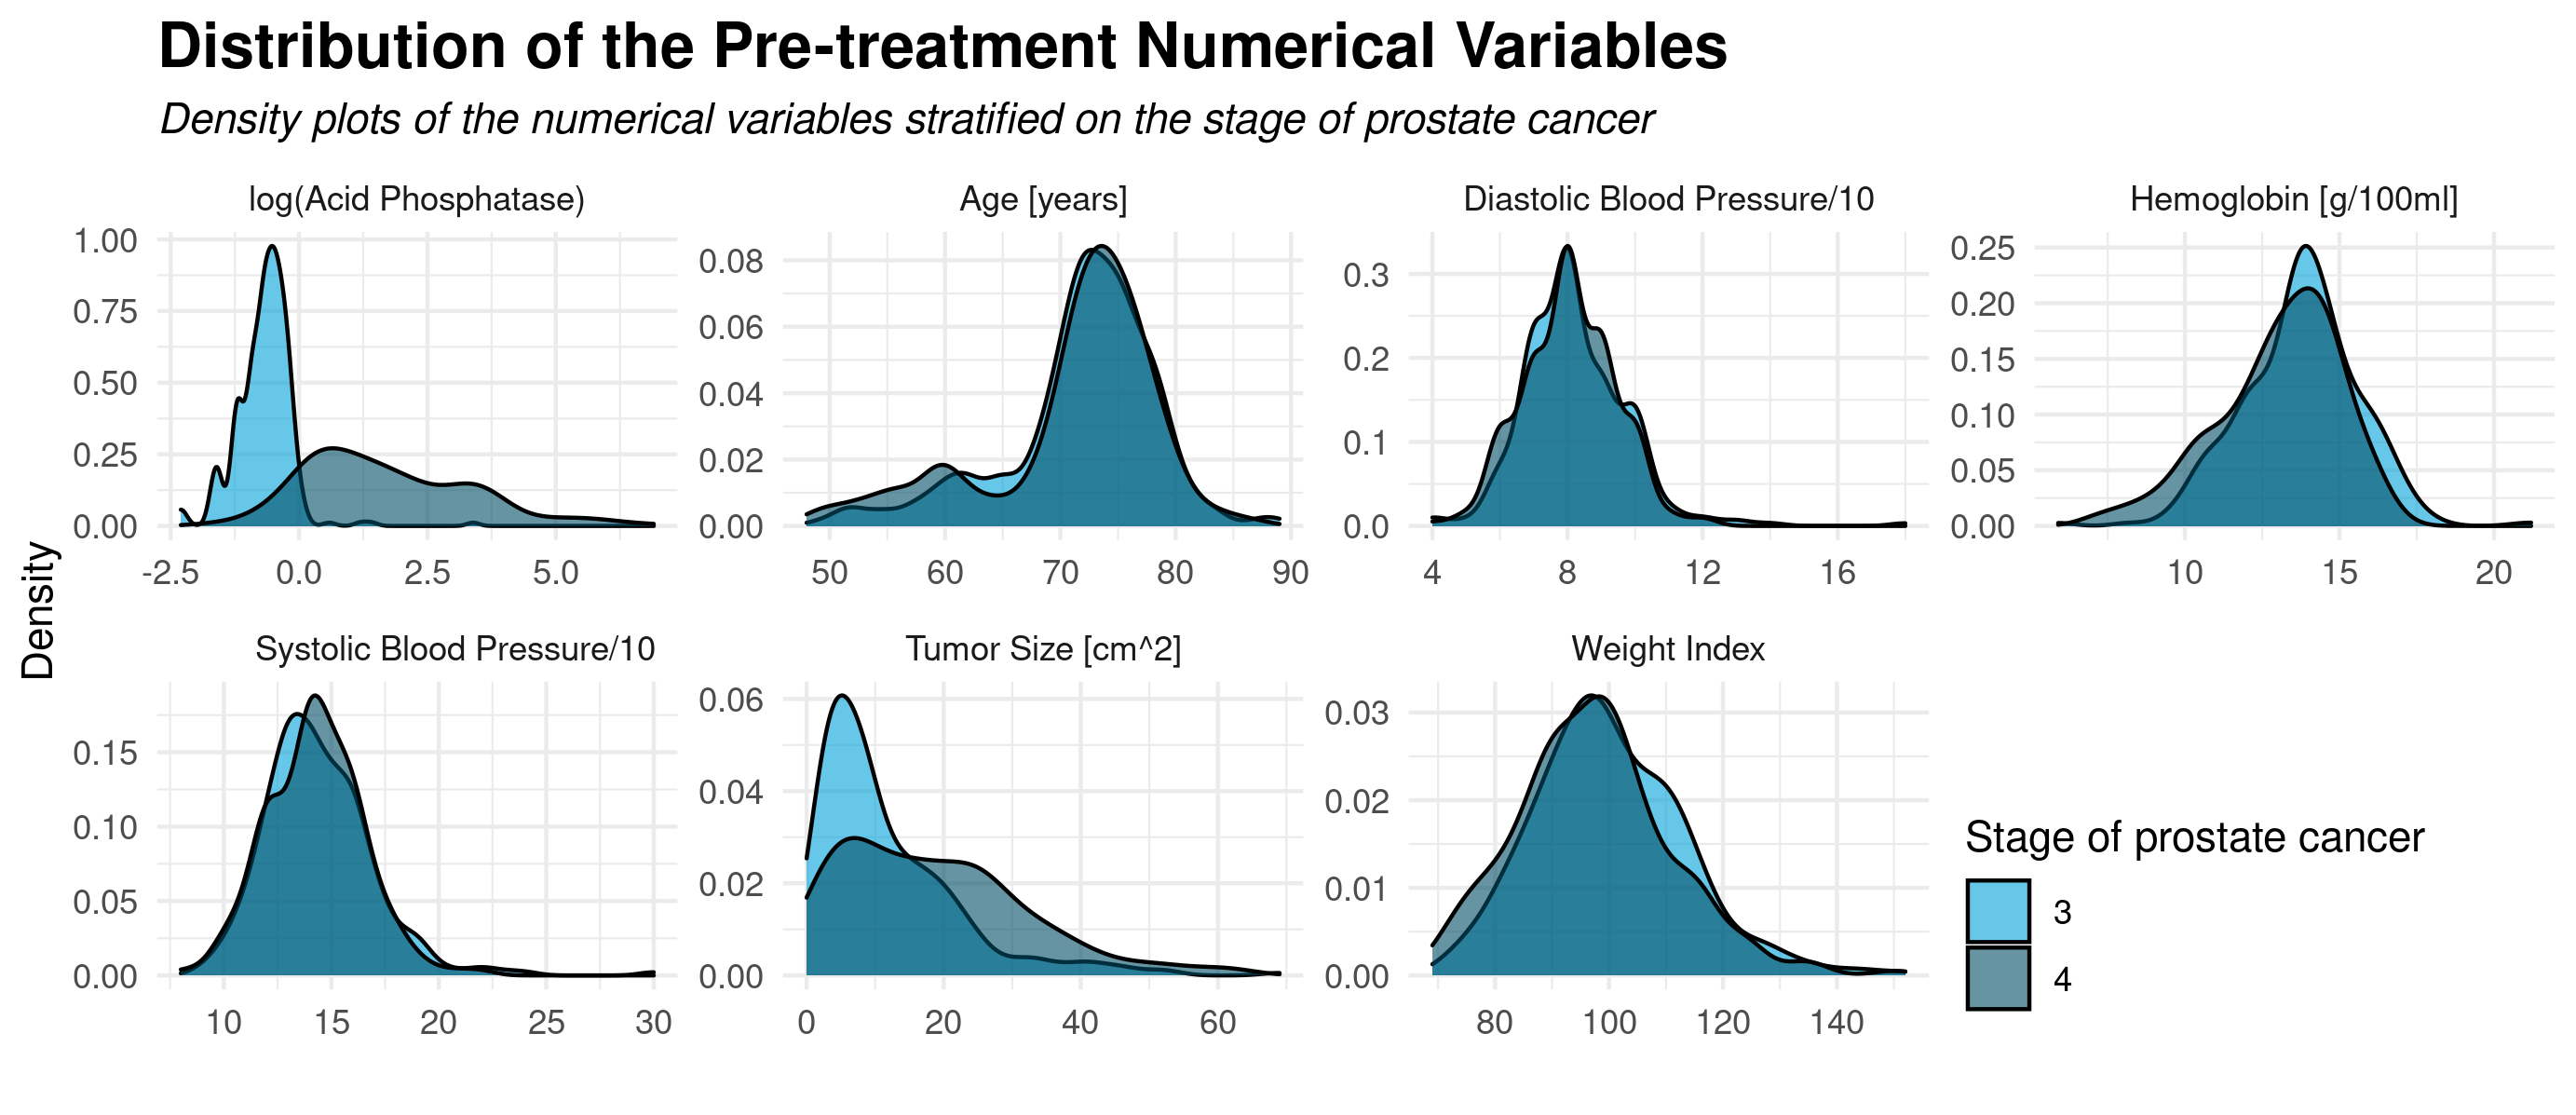 Distribution of the Pre-treatment Numerical Variables
Density plots of the numerical variables stratified on the stage of prostate cancer
log(Acid Phosphatase)
1.00
0.75
0.50
0.25
0.00
-2.5 0.0 2.5 5.0
Age [years]
0.08
0.06
0.04
0.02
0.00
50 60 70 80 90
Diastolic Blood Pressure/10
0.3
0.2
0.1
0.0
4 8 12 16
Hemoglobin [g/100ml]
0.25
0.20
0.15
0.10
0.05
0.00
10 15 20
Density
Systolic Blood Pressure/10
0.15
0.10
0.05
0.00
10 15 20 25 30
Tumor Size [cm^2]
0.06
0.04
0.02
0.00
0 20 40 60
Weight Index
0.03
0.02
0.01
0.00
80 100 120 140
Stage of prostate cancer
3
4